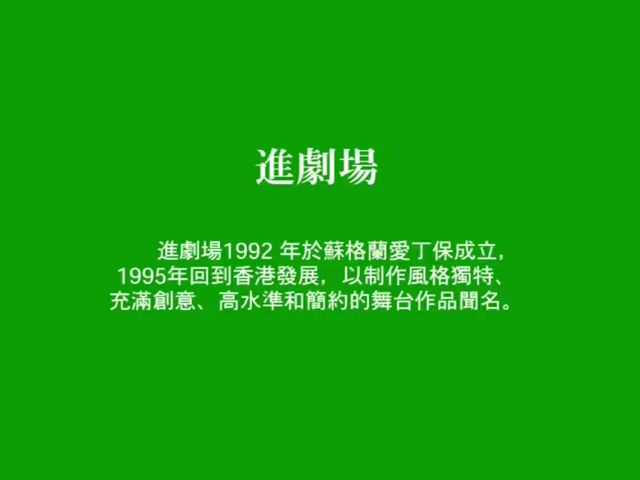 進劇場
進劇場1992 年於蘇格蘭愛丁保成立,
1995年回到香港發展, 以制作風格獨特、
充滿創意、高水準和簡約的舞台作品聞名。